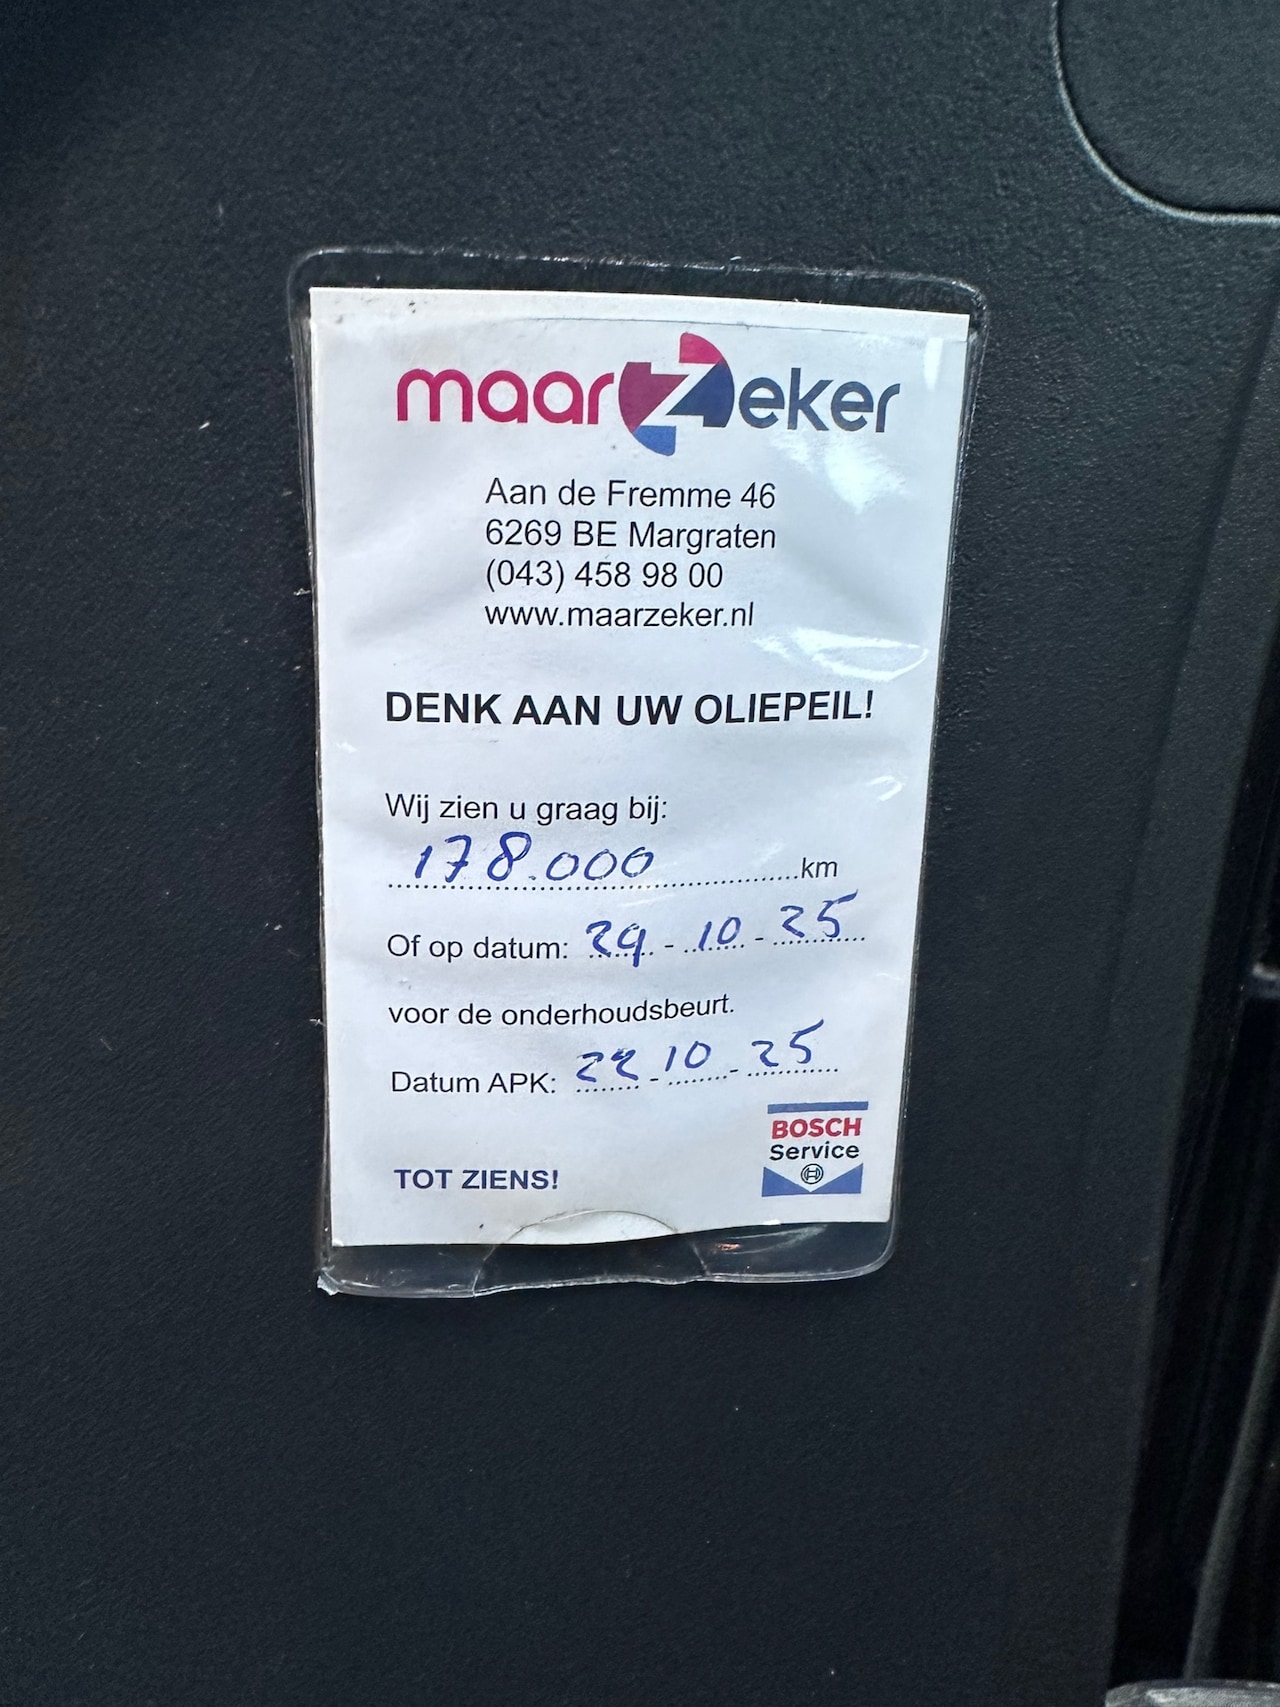 maarZeker
Aan de Fremme 46
6269 BE Margraten
(043) 458 98 00
www.maarzeker.nl
DENK AAN UW OLIEPEIL!
Wij zien u graag bij:
178.000 km
Of op datum: 29 - 10 - 25
voor de onderhoudsbeurt.
Datum APK: 22 - 10 - 25
BOSCH
Service
TOT ZIENS!